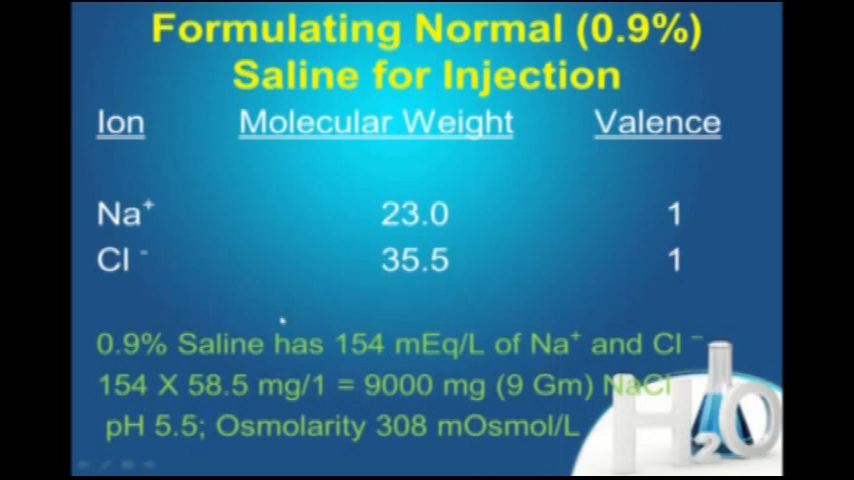 Formulating Normal (0.9%)
Saline for Injection
Ion Molecular Weight Valence
Na⁺ 23.0 1
Cl ⁻ 35.5 1
0.9% Saline has 154 mEq/L of Na⁺ and Cl ⁻
154 X 58.5 mg/1 = 9000 mg (9 Gm) NaCl
pH 5.5; Osmolarity 308 mOsmol/L
H₂O